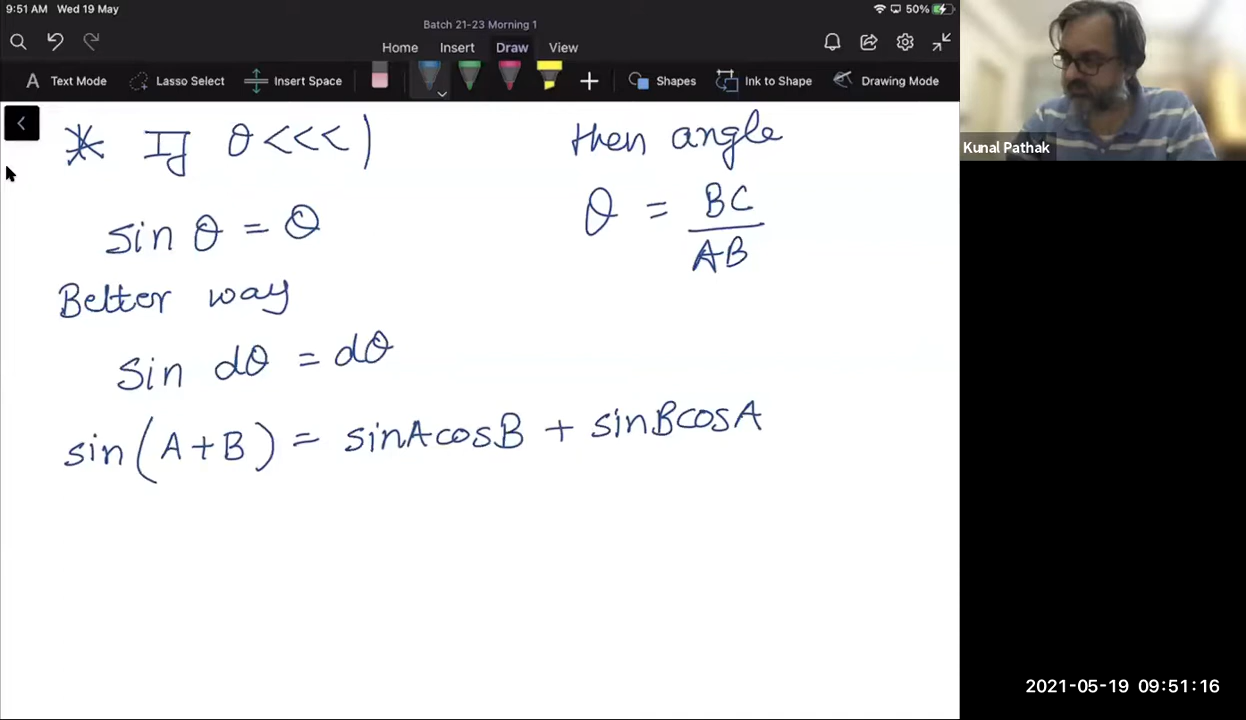 9:51 AM Wed 19 May
50%
Batch 21-23 Morning 1
Home Insert Draw View
A Text Mode Lasso Select Insert Space Shapes Ink to Shape Drawing Mode
Kunal Pathak
* If θ <<< 1
then angle
sin θ = θ
θ = BC / AB
Better way
sin dθ = dθ
sin(A+B) = sinAcosB + sinBcosA
2021-05-19 09:51:16